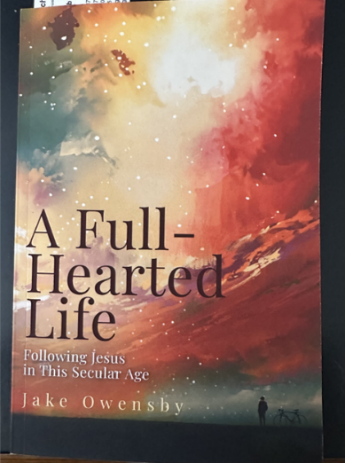 A Full-
Hearted
Life
Following Jesus
in This Secular Age
Jake Owensby